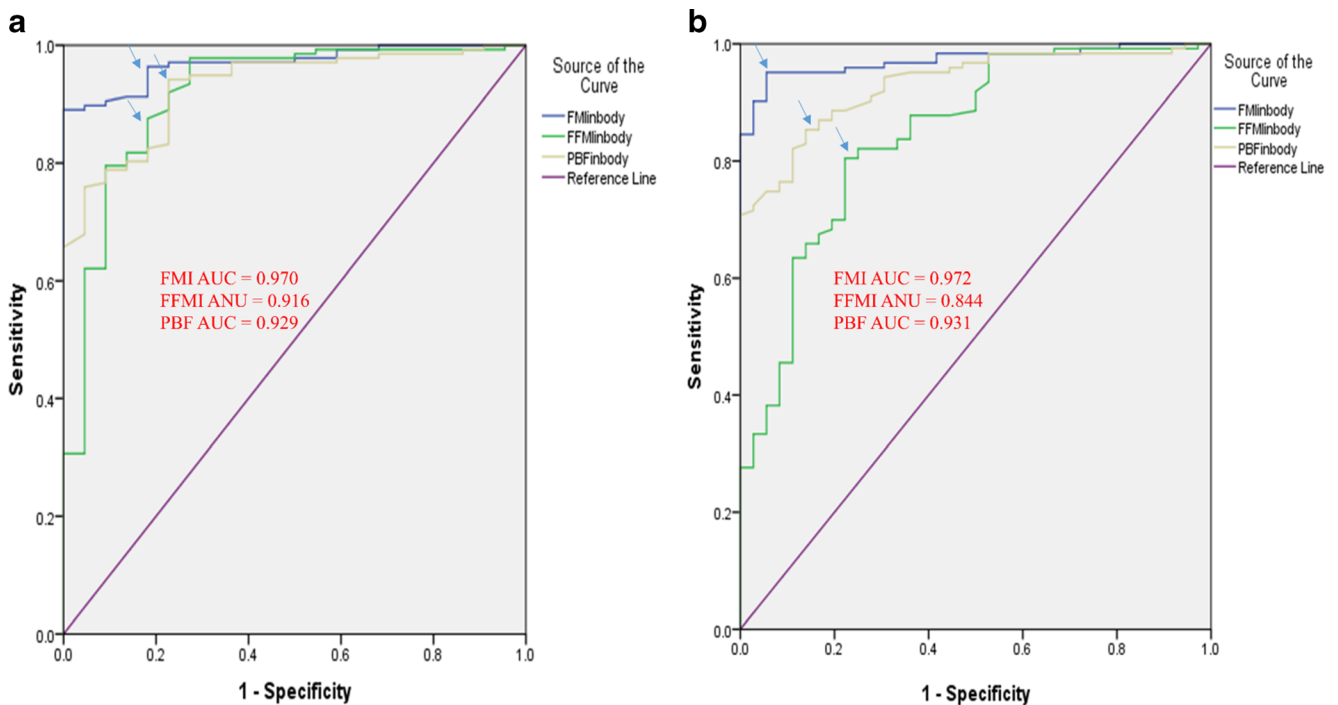 a
1.0
0.8
0.6
0.4
0.2
0.0
Sensitivity
0.0 0.2 0.4 0.6 0.8 1.0
1 - Specificity
FMI AUC = 0.970
FFMI ANU = 0.916
PBF AUC = 0.929
Source of the
Curve
FMIinbody
FFMIinbody
PBFinbody
Reference Line
b
1.0
0.8
0.6
0.4
0.2
0.0
Sensitivity
0.0 0.2 0.4 0.6 0.8 1.0
1 - Specificity
FMI AUC = 0.972
FFMI ANU = 0.844
PBF AUC = 0.931
Source of the
Curve
FMIinbody
FFMIinbody
PBFinbody
Reference Line